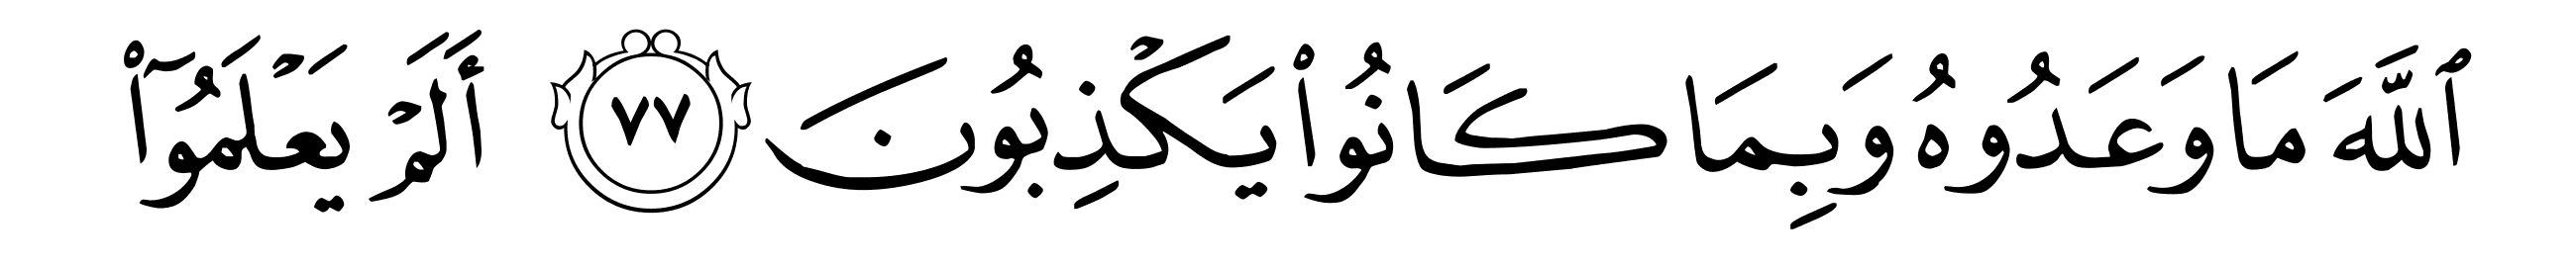 ٱللَّهَ مَا وَعَدُوهُ وَبِمَا كَانُوا۟ يَكْذِبُونَ ٧٧ أَلَمْ يَعْلَمُوٓا۟